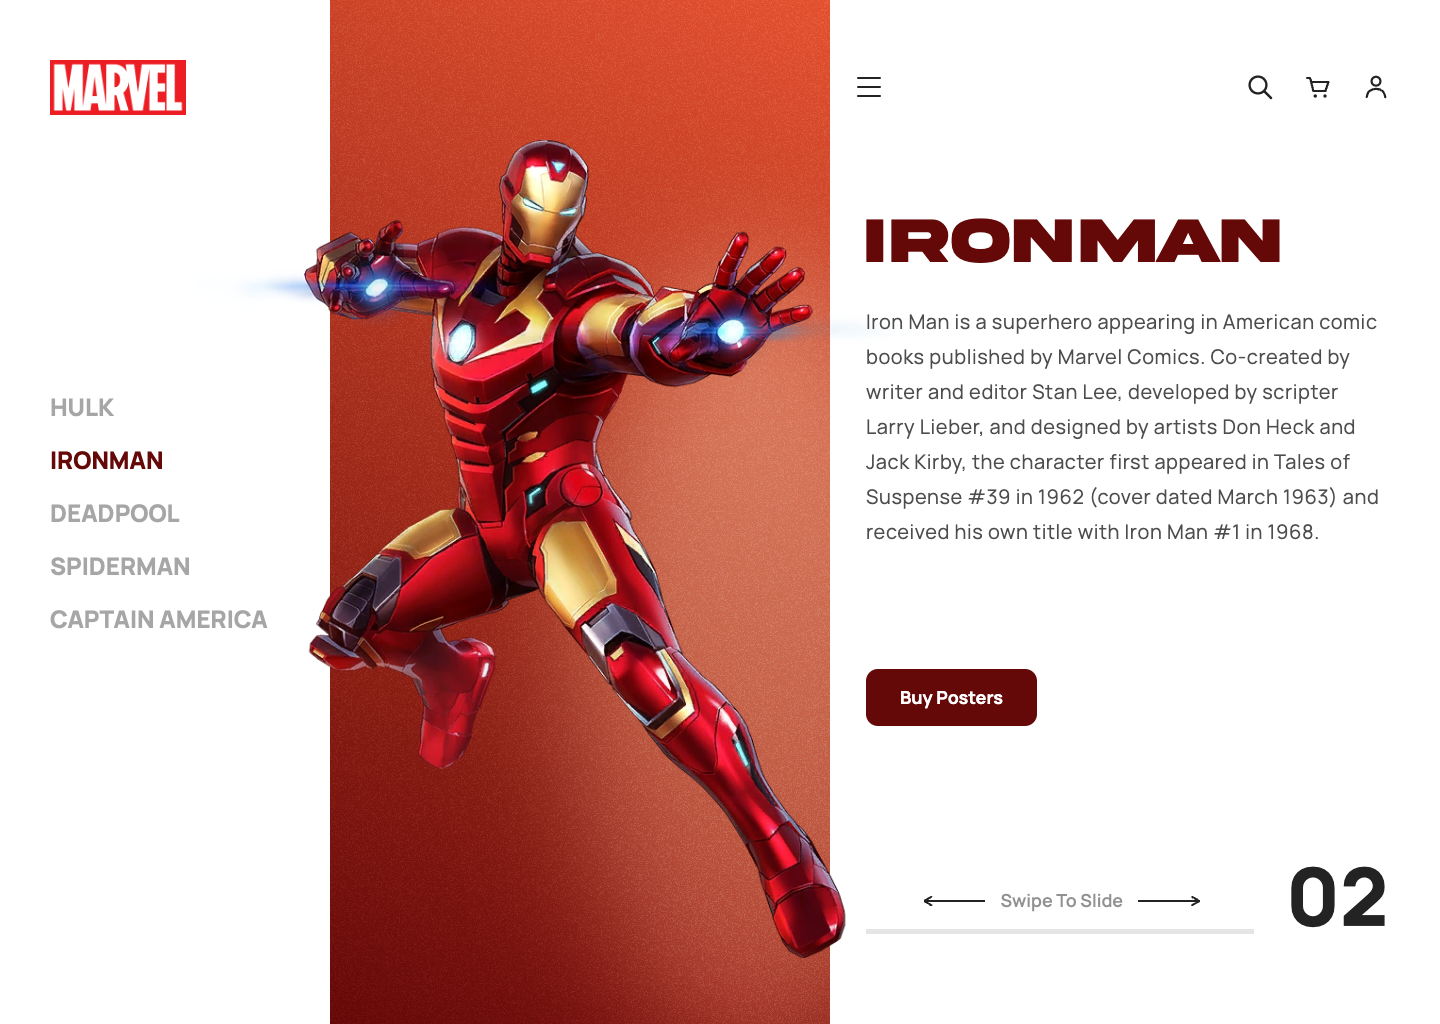 MARVEL
HULK
IRONMAN
DEADPOOL
SPIDERMAN
CAPTAIN AMERICA
IRONMAN
Iron Man is a superhero appearing in American comic
books published by Marvel Comics. Co-created by
writer and editor Stan Lee, developed by scripter
Larry Lieber, and designed by artists Don Heck and
Jack Kirby, the character first appeared in Tales of
Suspense #39 in 1962 (cover dated March 1963) and
received his own title with Iron Man #1 in 1968.
Buy Posters
Swipe To Slide
02